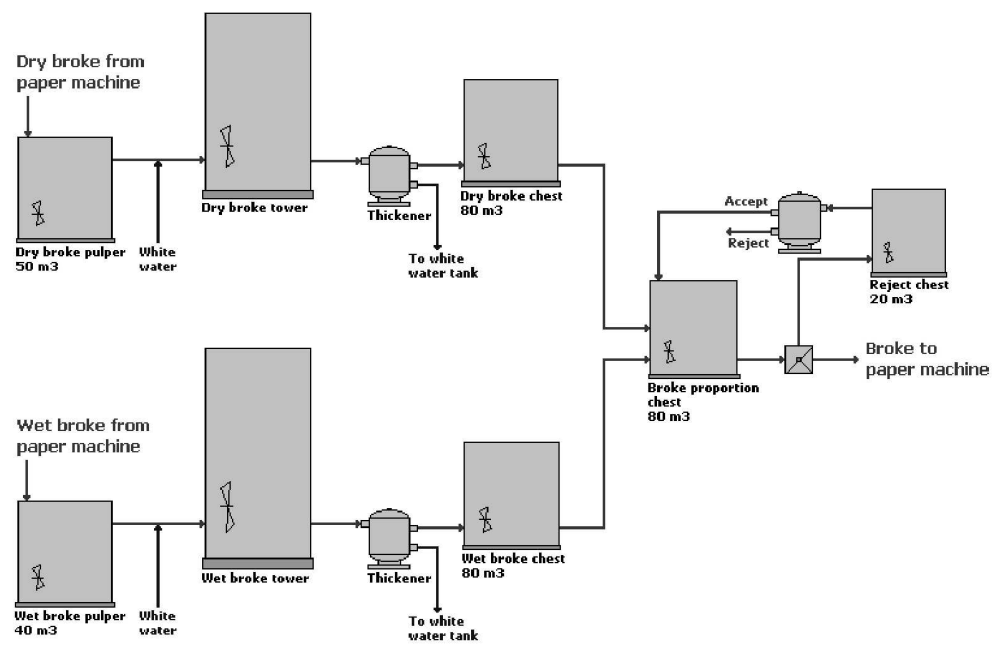 Dry broke from
paper machine
Dry broke pulper
50 m3
White
water
Dry broke tower
Thickener
To white
water tank
Dry broke chest
80 m3
Accept
Reject
Reject chest
20 m3
Broke proportion
chest
80 m3
Broke to
paper machine
Wet broke from
paper machine
Wet broke pulper
40 m3
White
water
Wet broke tower
Thickener
To white
water tank
Wet broke chest
80 m3